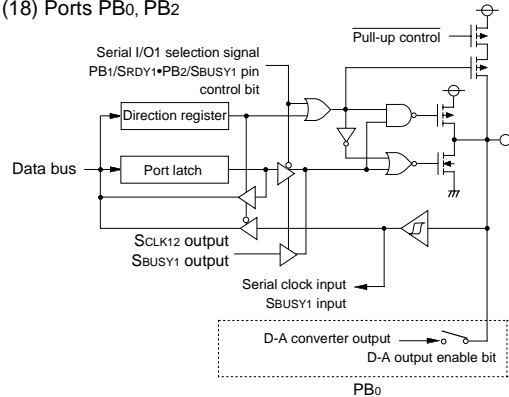 (18) Ports PB0, PB2
Pull-up control
Serial I/O1 selection signal
PB1/SRDY1•PB2/SBUSY1 pin
control bit
Direction register
Data bus
Port latch
SCLK12 output
SBUSY1 output
Serial clock input
SBUSY1 input
D-A converter output
D-A output enable bit
PB0